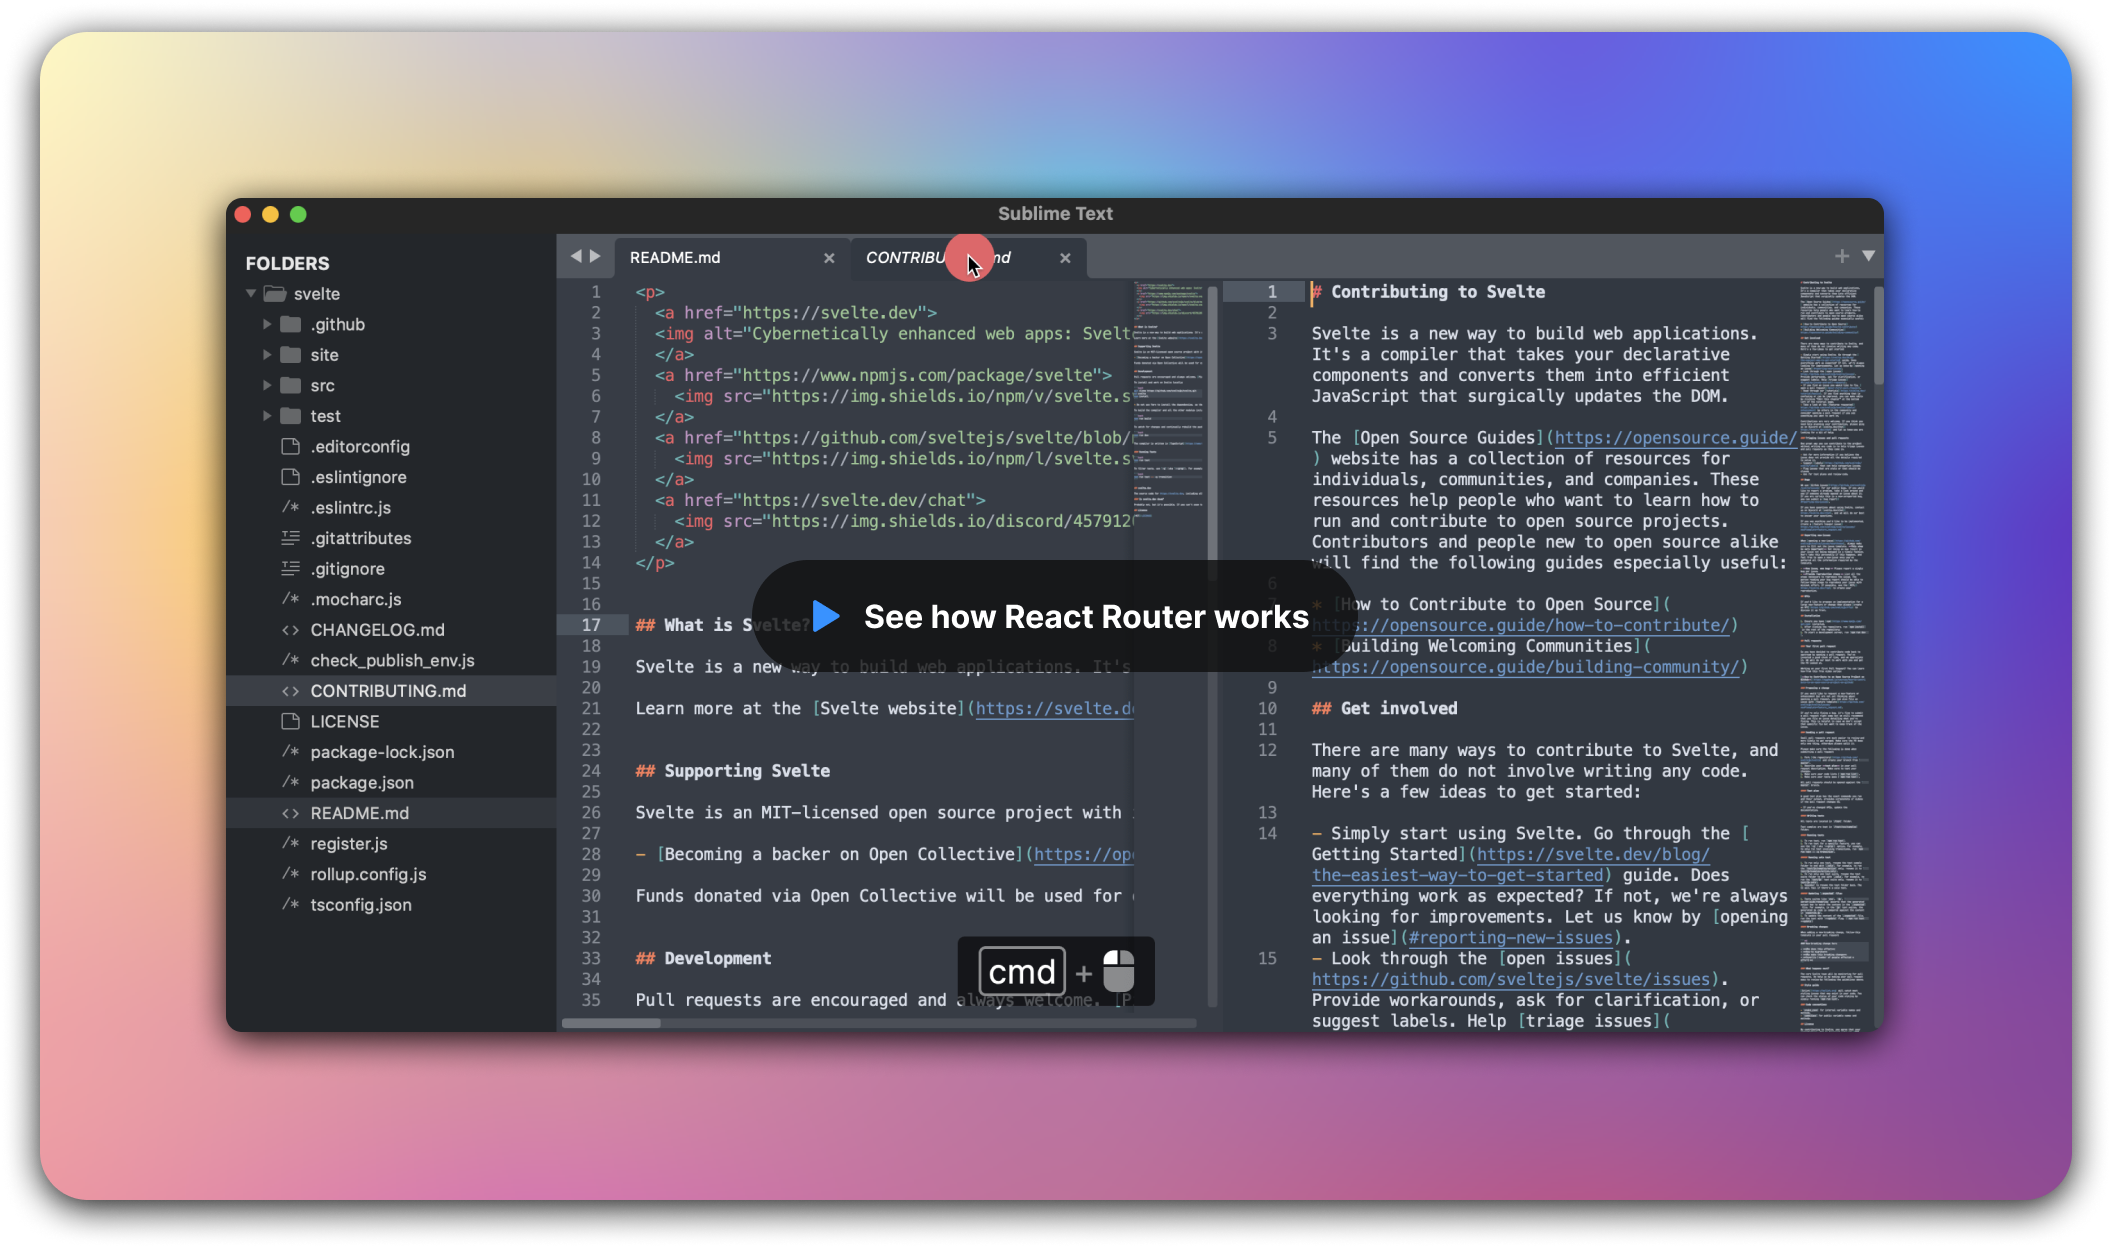 Sublime Text
FOLDERS
svelte
.github
site
src
test
.editorconfig
.eslintignore
/* .eslintrc.js
.gitattributes
.gitignore
/* .mocharc.js
<> CHANGELOG.md
/* check_publish_env.js
<> CONTRIBUTING.md
LICENSE
/* package-lock.json
/* package.json
<> README.md
/* register.js
/* rollup.config.js
/* tsconfig.json
README.md
CONTRIBU md
1 <p>
2 <a href="https://svelte.dev">
3 <img alt="Cybernetically enhanced web apps: Svelt
4 </a>
5 <a href="https://www.npmjs.com/package/svelte">
6 <img src="https://img.shields.io/npm/v/svelte.s
7 </a>
8 <a href="https://github.com/sveltejs/svelte/blob/
9 <img src="https://img.shields.io/npm/l/svelte.s
10 </a>
11 <a href="https://svelte.dev/chat">
12 <img src="https://img.shields.io/discord/457912
13 </a>
14 </p>
15
16
17 ## What is Svelte?
18
19 Svelte is a new way to build web applications. It's
20
21 Learn more at the [Svelte website](https://svelte.d
22
23
24 ## Supporting Svelte
25
26 Svelte is an MIT-licensed open source project with
27
28 - [Becoming a backer on Open Collective](https://op
29
30 Funds donated via Open Collective will be used for
31
32
33 ## Development
34
35 Pull requests are encouraged and always welcome. [P
1 # Contributing to Svelte
2
3 Svelte is a new way to build web applications.
It's a compiler that takes your declarative
components and converts them into efficient
JavaScript that surgically updates the DOM.
4
5 The [Open Source Guides](https://opensource.guide/
) website has a collection of resources for
individuals, communities, and companies. These
resources help people who want to learn how to
run and contribute to open source projects.
Contributors and people new to open source alike
will find the following guides especially useful:
6
7 * [How to Contribute to Open Source](
https://opensource.guide/how-to-contribute/)
8 * [Building Welcoming Communities](
https://opensource.guide/building-community/)
9
10 ## Get involved
11
12 There are many ways to contribute to Svelte, and
many of them do not involve writing any code.
Here's a few ideas to get started:
13
14 - Simply start using Svelte. Go through the [
Getting Started](https://svelte.dev/blog/
the-easiest-way-to-get-started) guide. Does
everything work as expected? If not, we're always
looking for improvements. Let us know by [opening
an issue](#reporting-new-issues).
15 - Look through the [open issues](
https://github.com/sveltejs/svelte/issues).
Provide workarounds, ask for clarification, or
suggest labels. Help [triage issues](
See how React Router works
cmd +